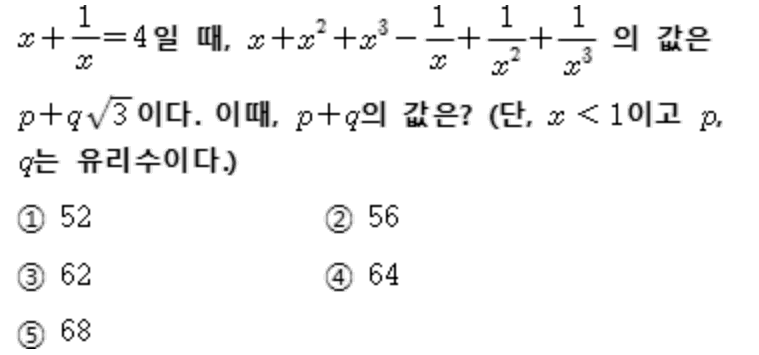 x + 1/x = 4일 때, x + x² + x³ − 1/x + 1/x² + 1/x³ 의 값은
p + q√3 이다. 이때, p + q의 값은? (단, x < 1이고 p,
q는 유리수이다.)
① 52 ② 56
③ 62 ④ 64
⑤ 68